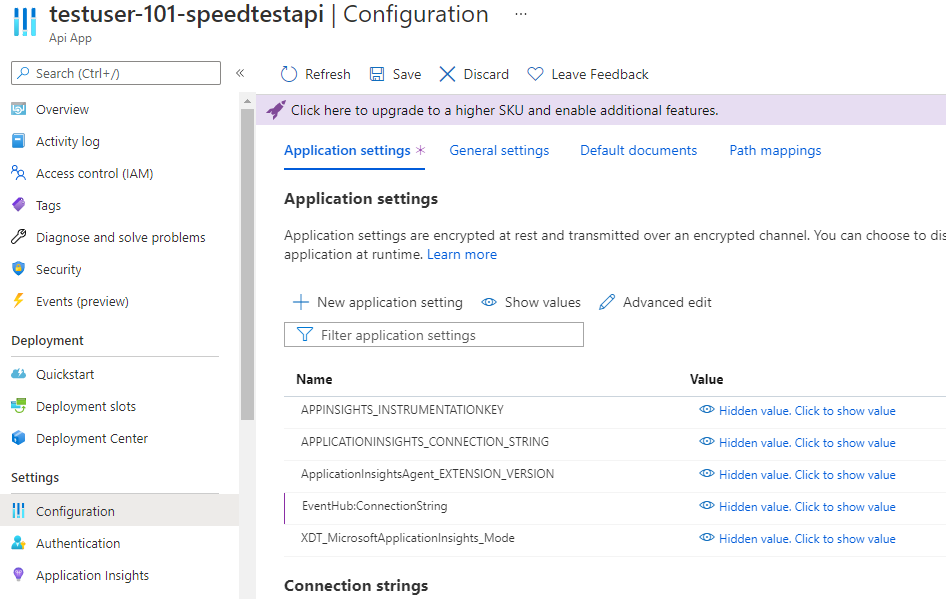 testuser-101-speedtestapi | Configuration ...
Api App
Search (Ctrl+/)
«
Overview
Activity log
Access control (IAM)
Tags
Diagnose and solve problems
Security
Events (preview)
Deployment
Quickstart
Deployment slots
Deployment Center
Settings
Configuration
Authentication
Application Insights
Refresh Save Discard Leave Feedback
Click here to upgrade to a higher SKU and enable additional features.
Application settings * General settings Default documents Path mappings
Application settings
Application settings are encrypted at rest and transmitted over an encrypted channel. You can choose to dis
application at runtime. Learn more
New application setting Show values Advanced edit
Filter application settings
Name Value
APPINSIGHTS_INSTRUMENTATIONKEY Hidden value. Click to show value
APPLICATIONINSIGHTS_CONNECTION_STRING Hidden value. Click to show value
ApplicationInsightsAgent_EXTENSION_VERSION Hidden value. Click to show value
EventHub:ConnectionString Hidden value. Click to show value
XDT_MicrosoftApplicationInsights_Mode Hidden value. Click to show value
Connection strings